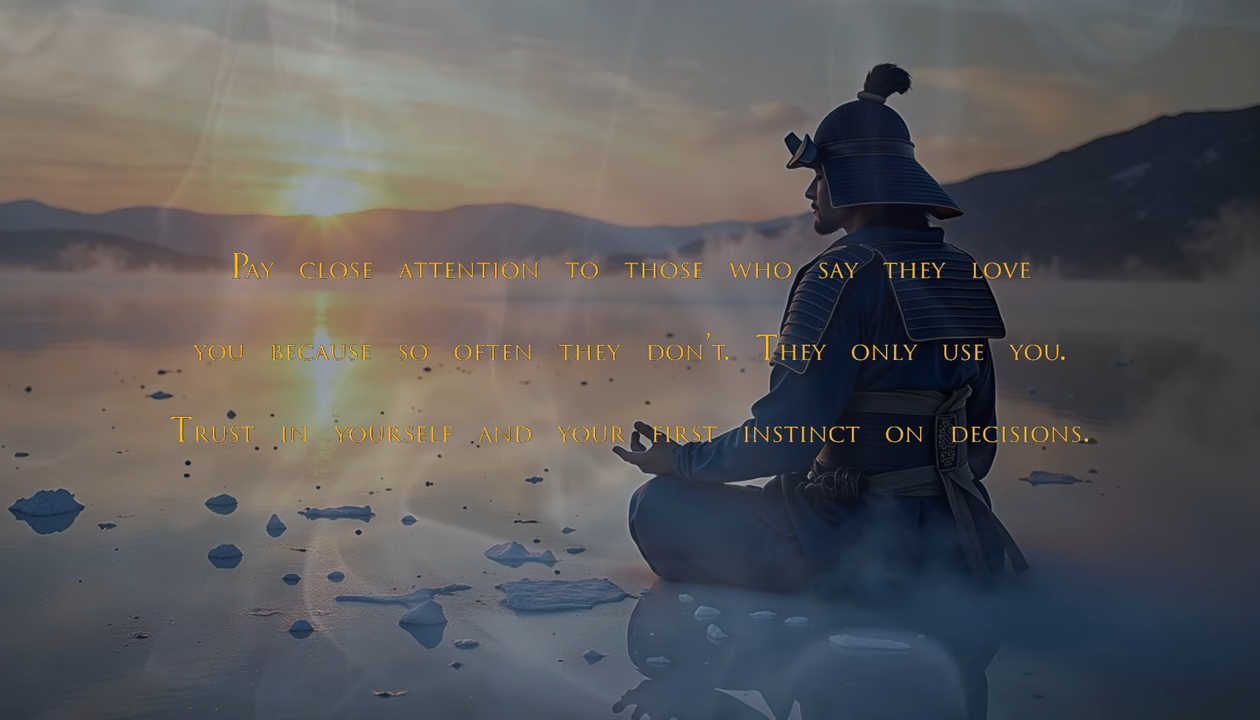 Pay close attention to those who say they love
you because so often they don't. They only use you.
Trust in yourself and your first instinct on decisions.